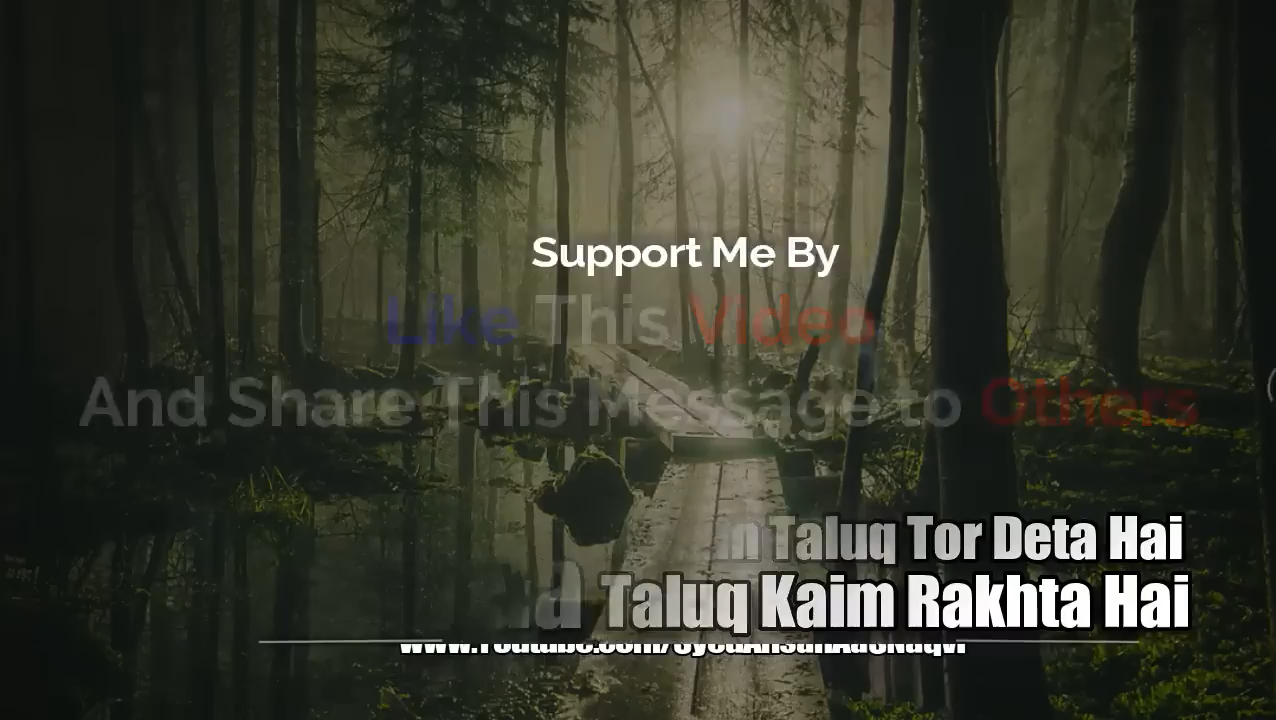 Support Me By
Like This Video
And Share This Message to Others
Taluq Tor Deta Hai
Taluq Kaim Rakhta Hai